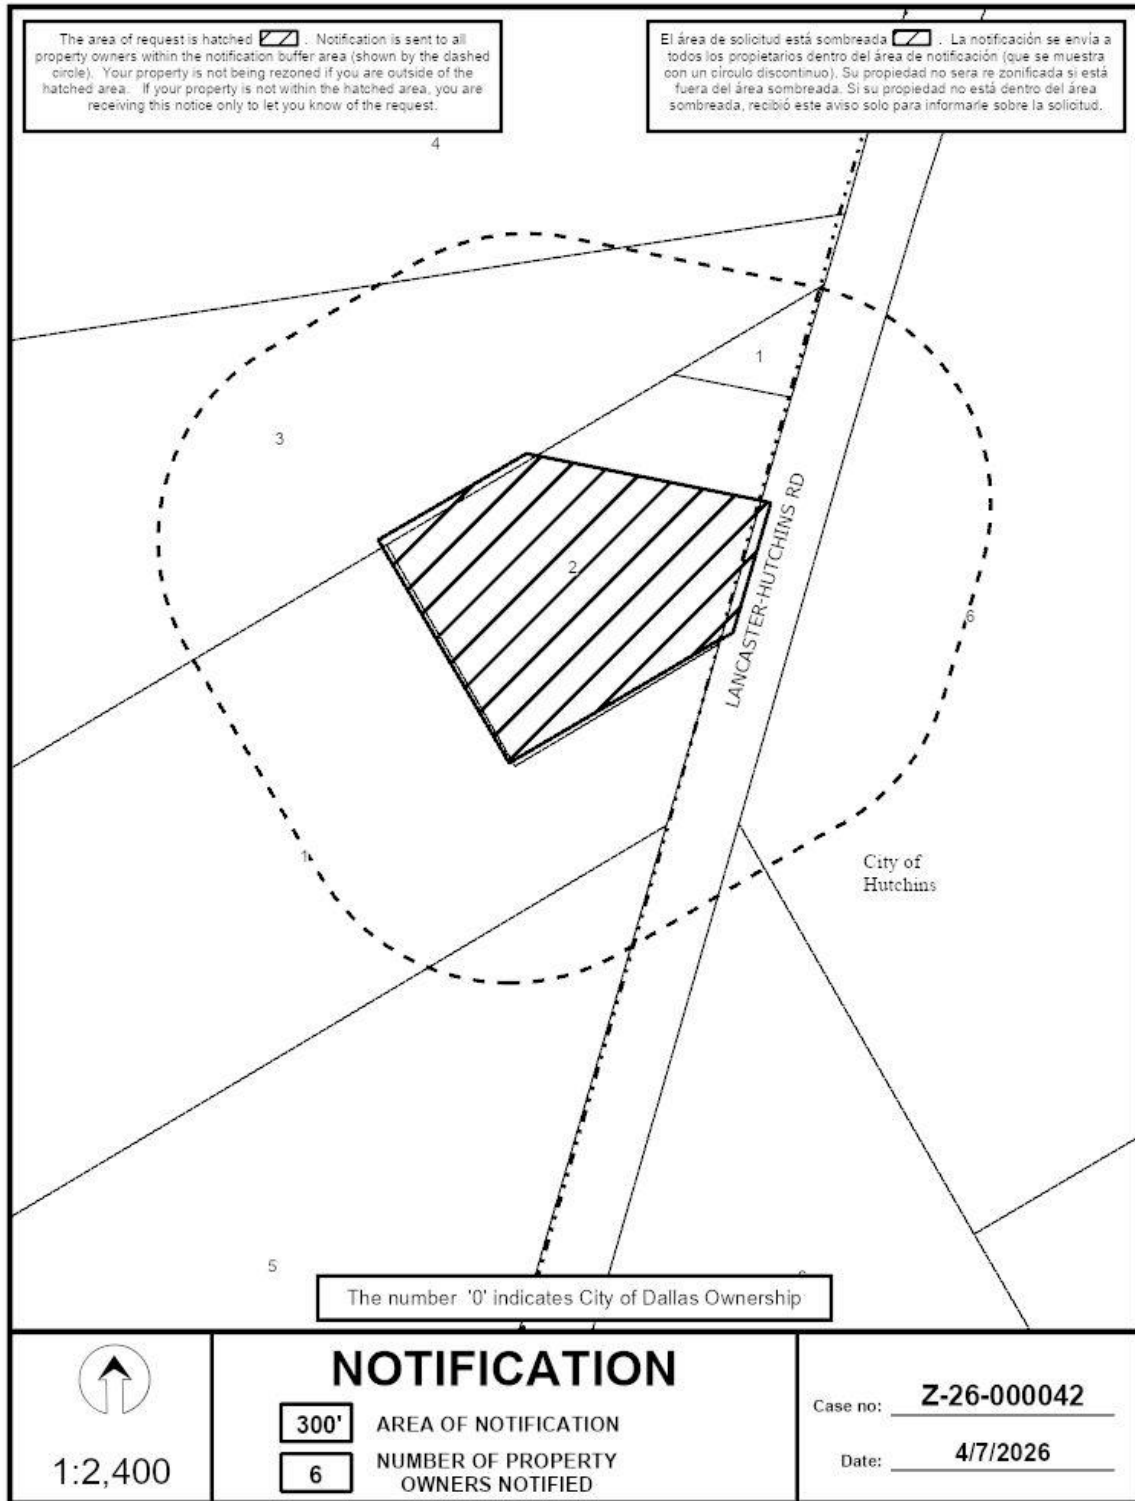 The area of request is hatched . Notification is sent to all
property owners within the notification buffer area (shown by the dashed
circle). Your property is not being rezoned if you are outside of the
hatched area. If your property is not within the hatched area, you are
receiving this notice only to let you know of the request.
El área de solicitud está sombreada . La notificación se envía a
todos los propietarios dentro del área de notificación (que se muestra
con un círculo discontinuo). Su propiedad no sera re zonificada si está
fuera del área sombreada. Si su propiedad no está dentro del área
sombreada, recibió este aviso solo para informarle sobre la solicitud.
4
1
3
2
LANCASTER-HUTCHINS RD
6
1
City of
Hutchins
5
The number '0' indicates City of Dallas Ownership
NOTIFICATION
300' AREA OF NOTIFICATION
6 NUMBER OF PROPERTY
OWNERS NOTIFIED
1:2,400
Case no: Z-26-000042
Date: 4/7/2026